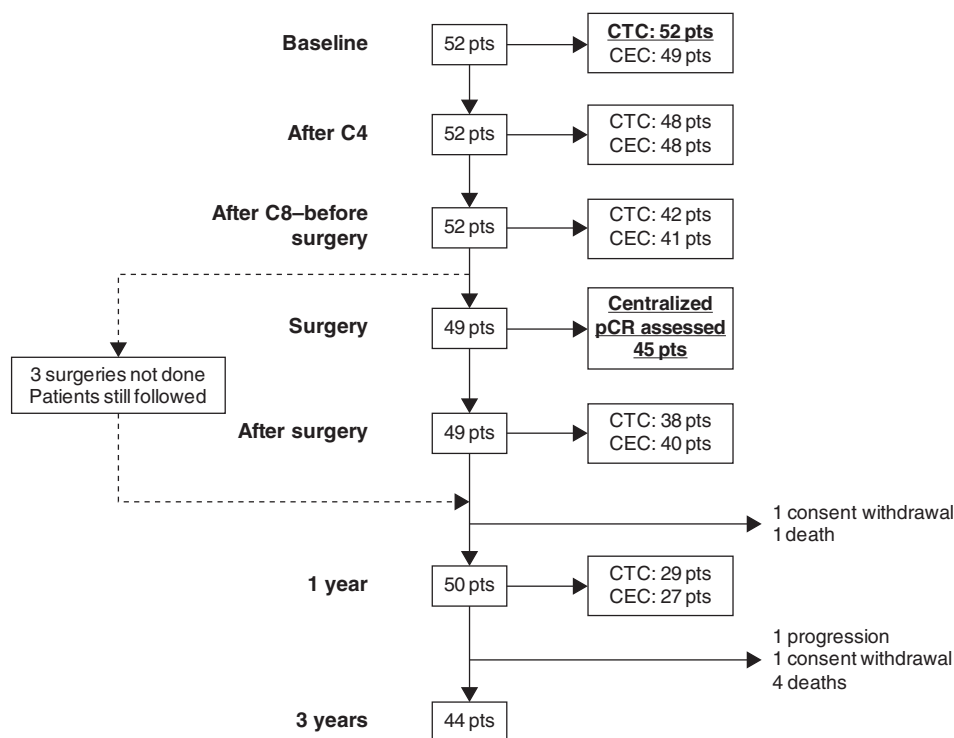 Baseline
52 pts
CTC: 52 pts
CEC: 49 pts
After C4
52 pts
CTC: 48 pts
CEC: 48 pts
After C8–before
surgery
52 pts
CTC: 42 pts
CEC: 41 pts
Surgery
49 pts
Centralized
pCR assessed
45 pts
3 surgeries not done
Patients still followed
After surgery
49 pts
CTC: 38 pts
CEC: 40 pts
1 consent withdrawal
1 death
1 year
50 pts
CTC: 29 pts
CEC: 27 pts
1 progression
1 consent withdrawal
4 deaths
3 years
44 pts